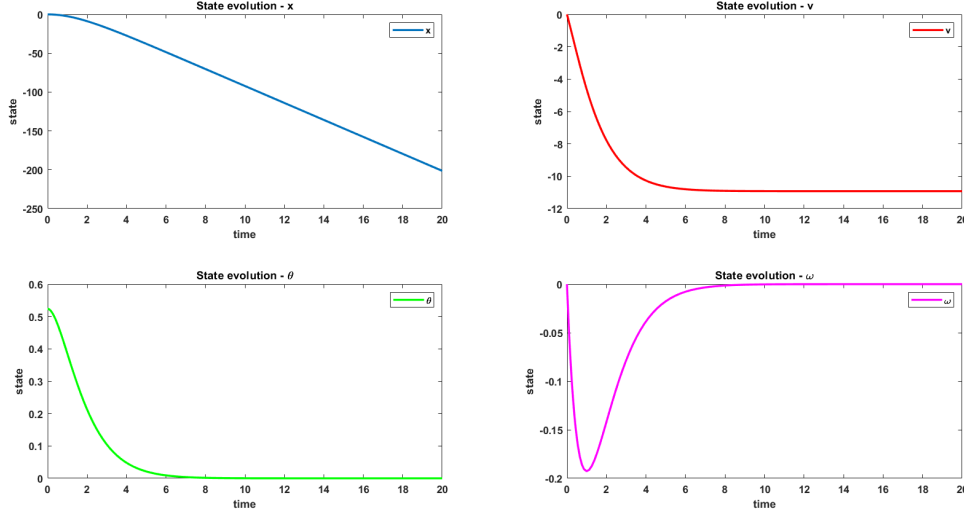 State evolution - x
x
0
-50
-100
-150
-200
-250
state
0 2 4 6 8 10 12 14 16 18 20
time
State evolution - v
v
0
-2
-4
-6
-8
-10
-12
state
0 2 4 6 8 10 12 14 16 18 20
time
State evolution - θ
θ
0.6
0.5
0.4
0.3
0.2
0.1
0
state
0 2 4 6 8 10 12 14 16 18 20
time
State evolution - ω
ω
0
-0.05
-0.1
-0.15
-0.2
state
0 2 4 6 8 10 12 14 16 18 20
time